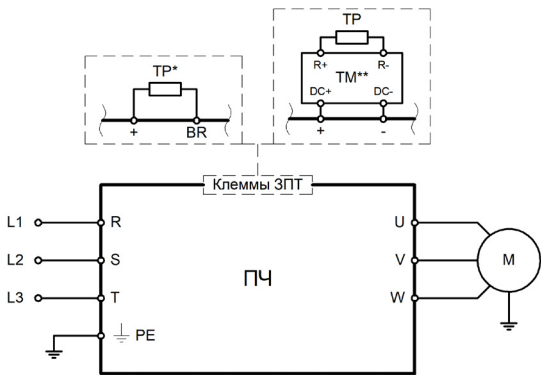 TP
TP*
R+ R-
TM**
DC+ DC-
+ BR
+ -
Клеммы ЗПТ
L1 R U
L2 S V M
L3 T W
ПЧ
PE